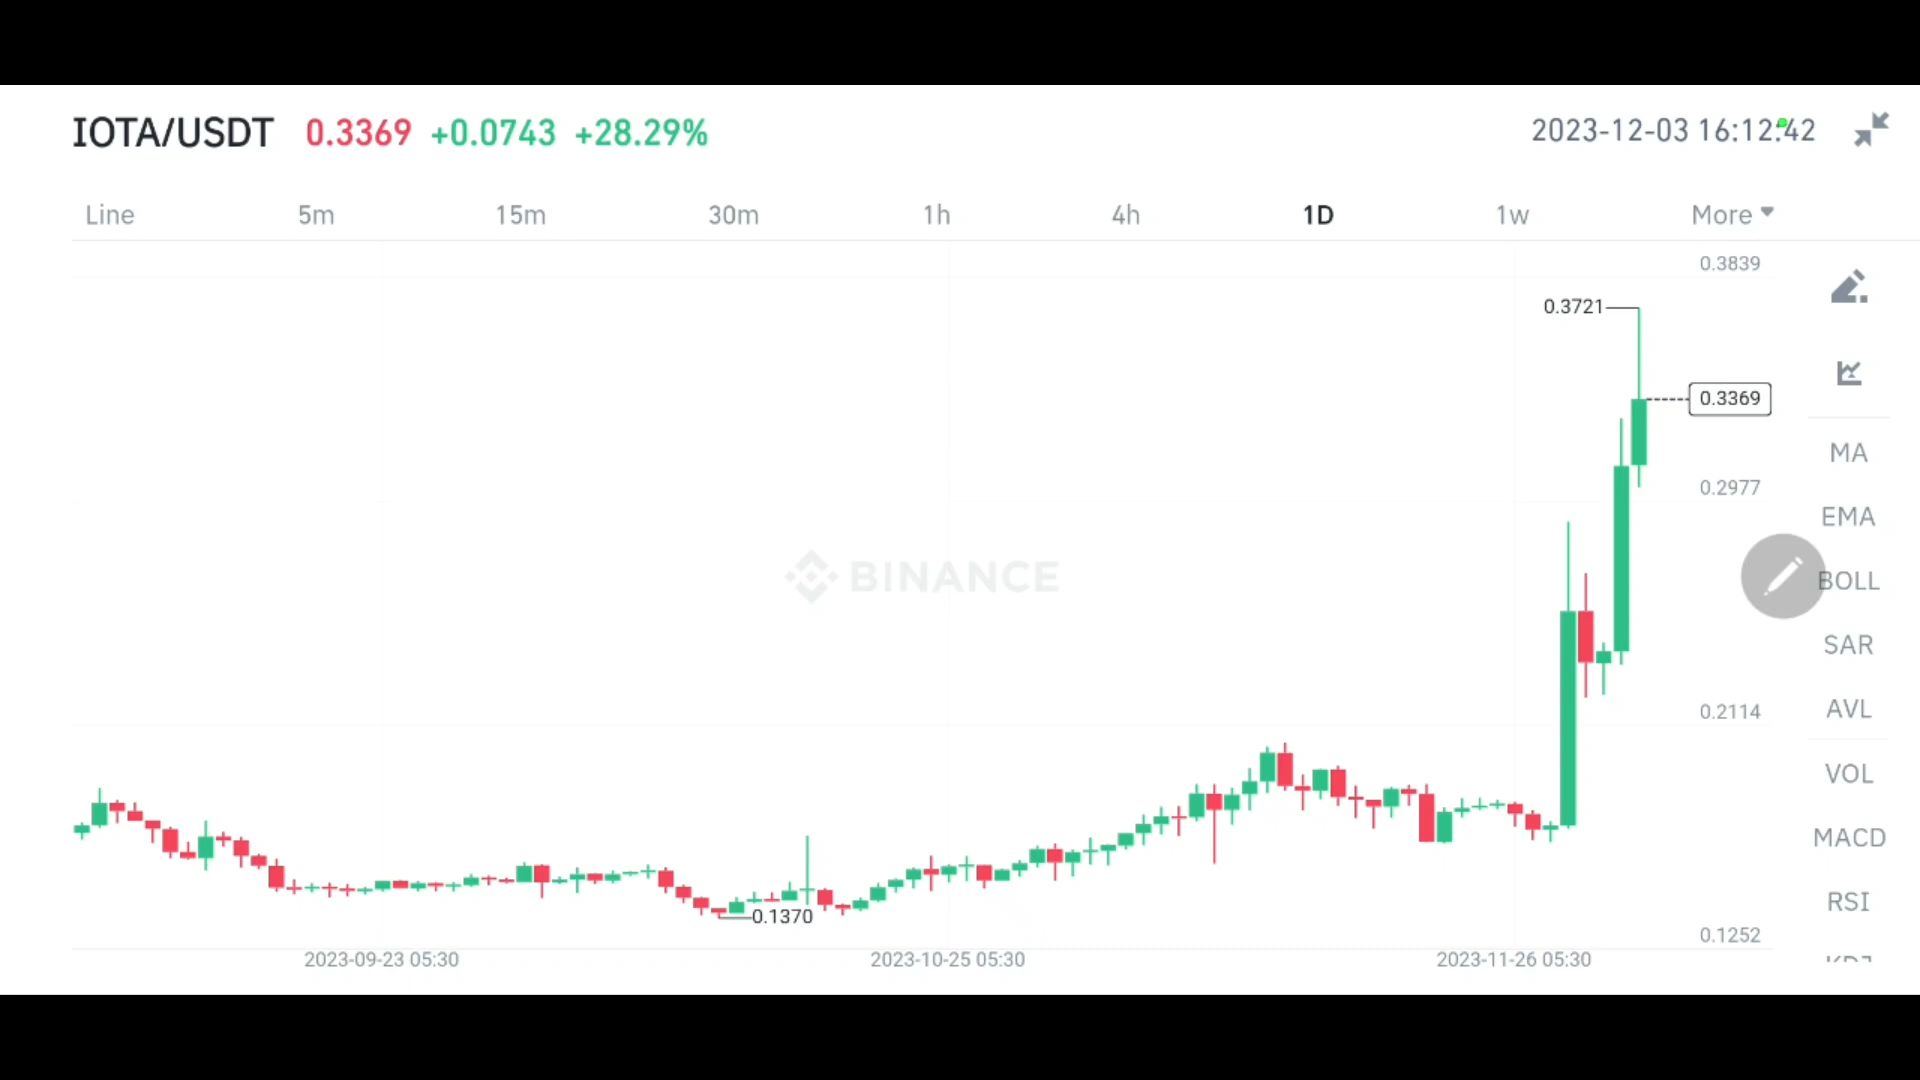 IOTA/USDT 0.3369 +0.0743 +28.29% 2023-12-03 16:12:42
Line 5m 15m 30m 1h 4h 1D 1w More
0.3839
0.3721
0.3369
0.2977
0.2114
0.1370
0.1252
BINANCE
2023-09-23 05:30 2023-10-25 05:30 2023-11-26 05:30
MA
EMA
BOLL
SAR
AVL
VOL
MACD
RSI